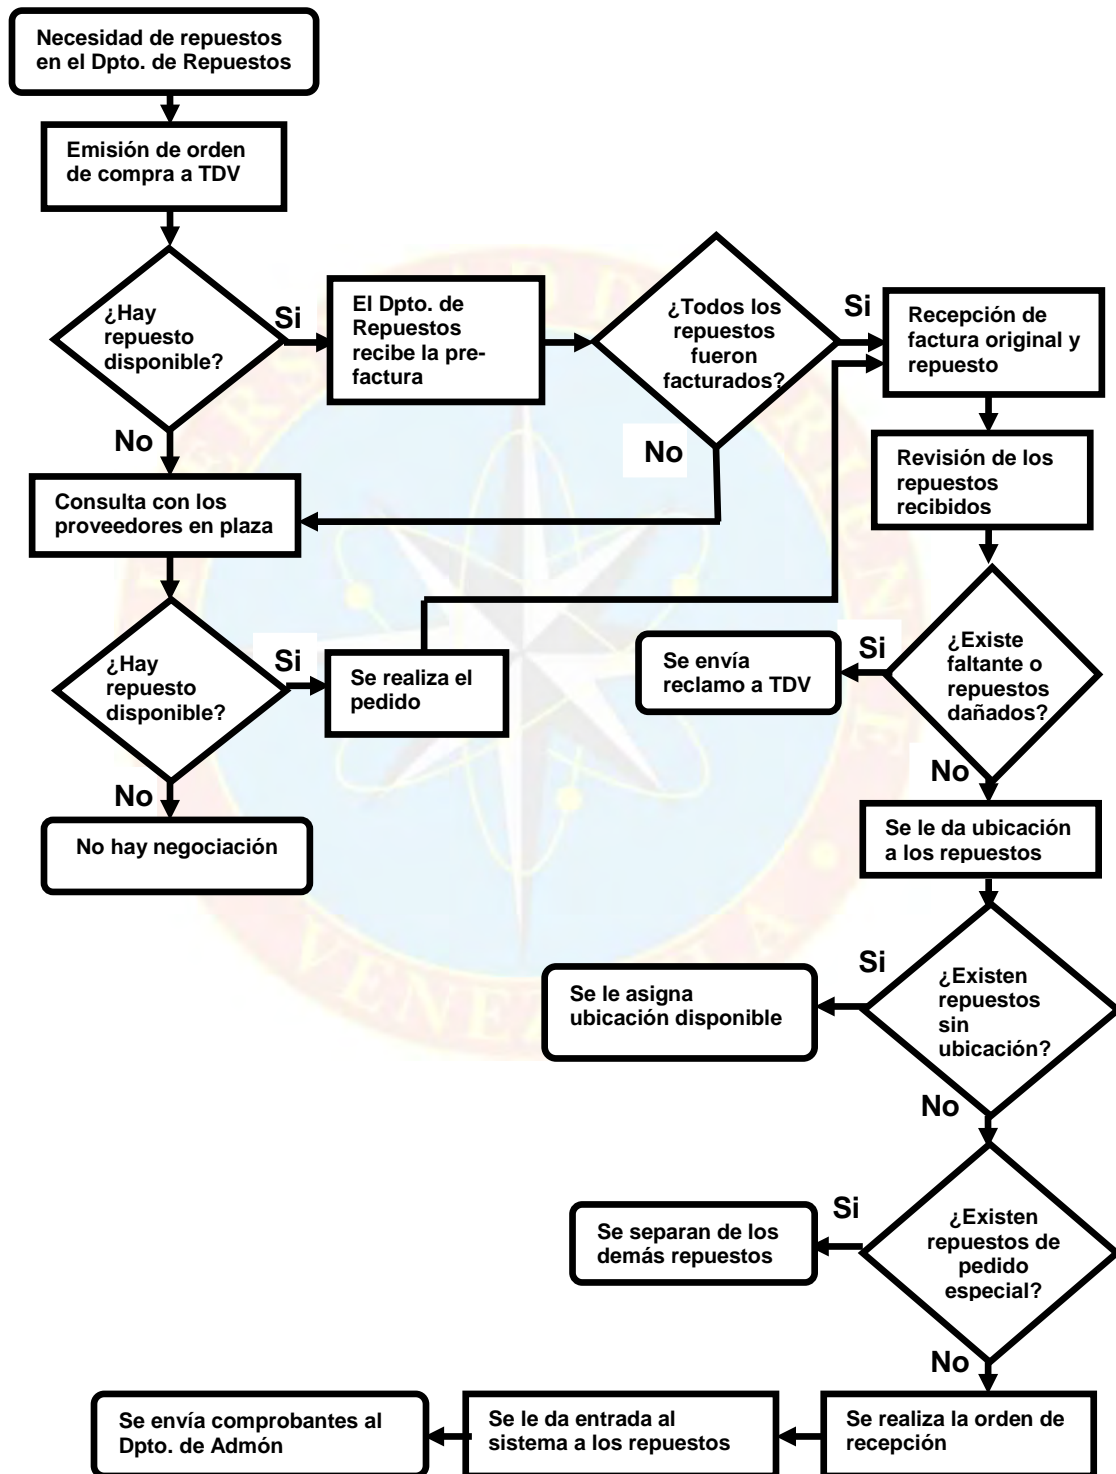 Necesidad de repuestos
en el Dpto. de Repuestos
Emisión de orden
de compra a TDV
¿Hay
repuesto
disponible?
Si
No
El Dpto. de
Repuestos
recibe la pre-
factura
¿Todos los
repuestos
fueron
facturados?
Si
No
Recepción de
factura original y
repuesto
Consulta con los
proveedores en plaza
Revisión de los
repuestos
recibidos
¿Hay
repuesto
disponible?
Si
No
Se realiza el
pedido
No hay negociación
¿Existe
faltante o
repuestos
dañados?
Si
No
Se envía
reclamo a TDV
Se le da ubicación
a los repuestos
¿Existen
repuestos
sin
ubicación?
Si
No
Se le asigna
ubicación disponible
¿Existen
repuestos de
pedido
especial?
Si
No
Se separan de los
demás repuestos
Se realiza la orden de
recepción
Se le da entrada al
sistema a los repuestos
Se envía comprobantes al
Dpto. de Admón